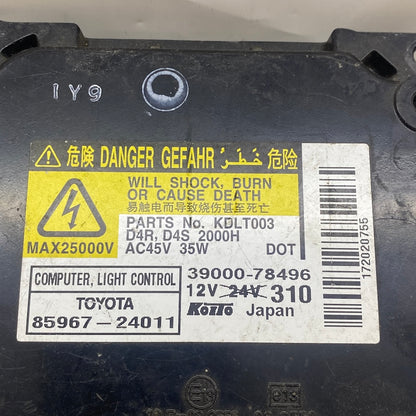 IY9
⚠ 危険 DANGER GEFAHR خَطَر 危险
WILL SHOCK, BURN
OR CAUSE DEATH
易触电而导致烧伤甚至死亡
PARTS No. KDLT003
D4R, D4S 2000H
AC45V 35W DOT
MAX25000V
COMPUTER, LIGHT CONTROL
TOYOTA
85967-24011
39000-78496
12V 24V 310
KOITO Japan
172020755